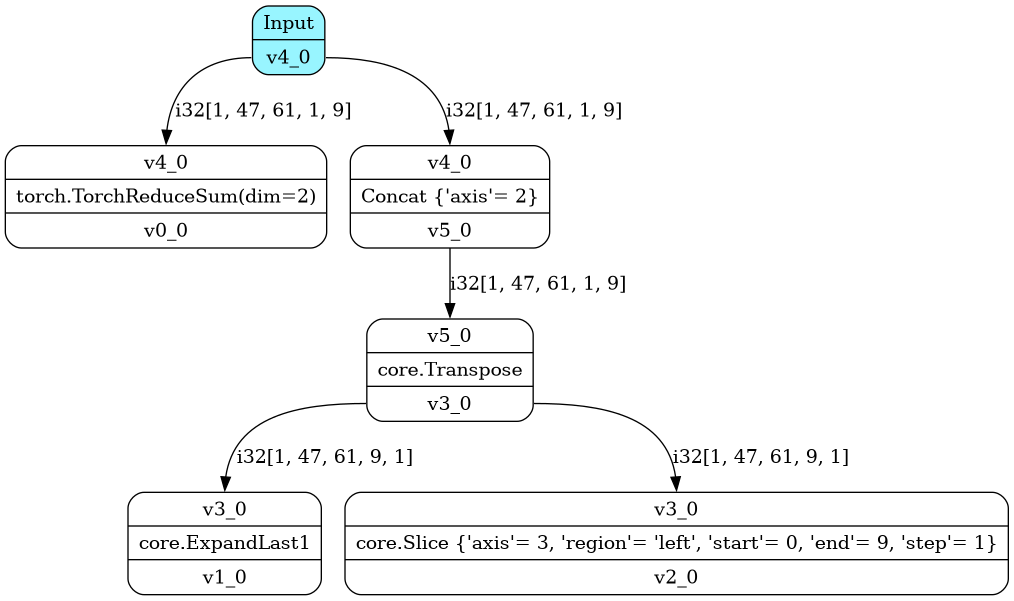 Input
v4_0
i32[1, 47, 61, 1, 9]
i32[1, 47, 61, 1, 9]
v4_0
torch.TorchReduceSum(dim=2)
v0_0
v4_0
Concat {'axis'= 2}
v5_0
i32[1, 47, 61, 1, 9]
v5_0
core.Transpose
v3_0
i32[1, 47, 61, 9, 1]
i32[1, 47, 61, 9, 1]
v3_0
core.ExpandLast1
v1_0
v3_0
core.Slice {'axis'= 3, 'region'= 'left', 'start'= 0, 'end'= 9, 'step'= 1}
v2_0